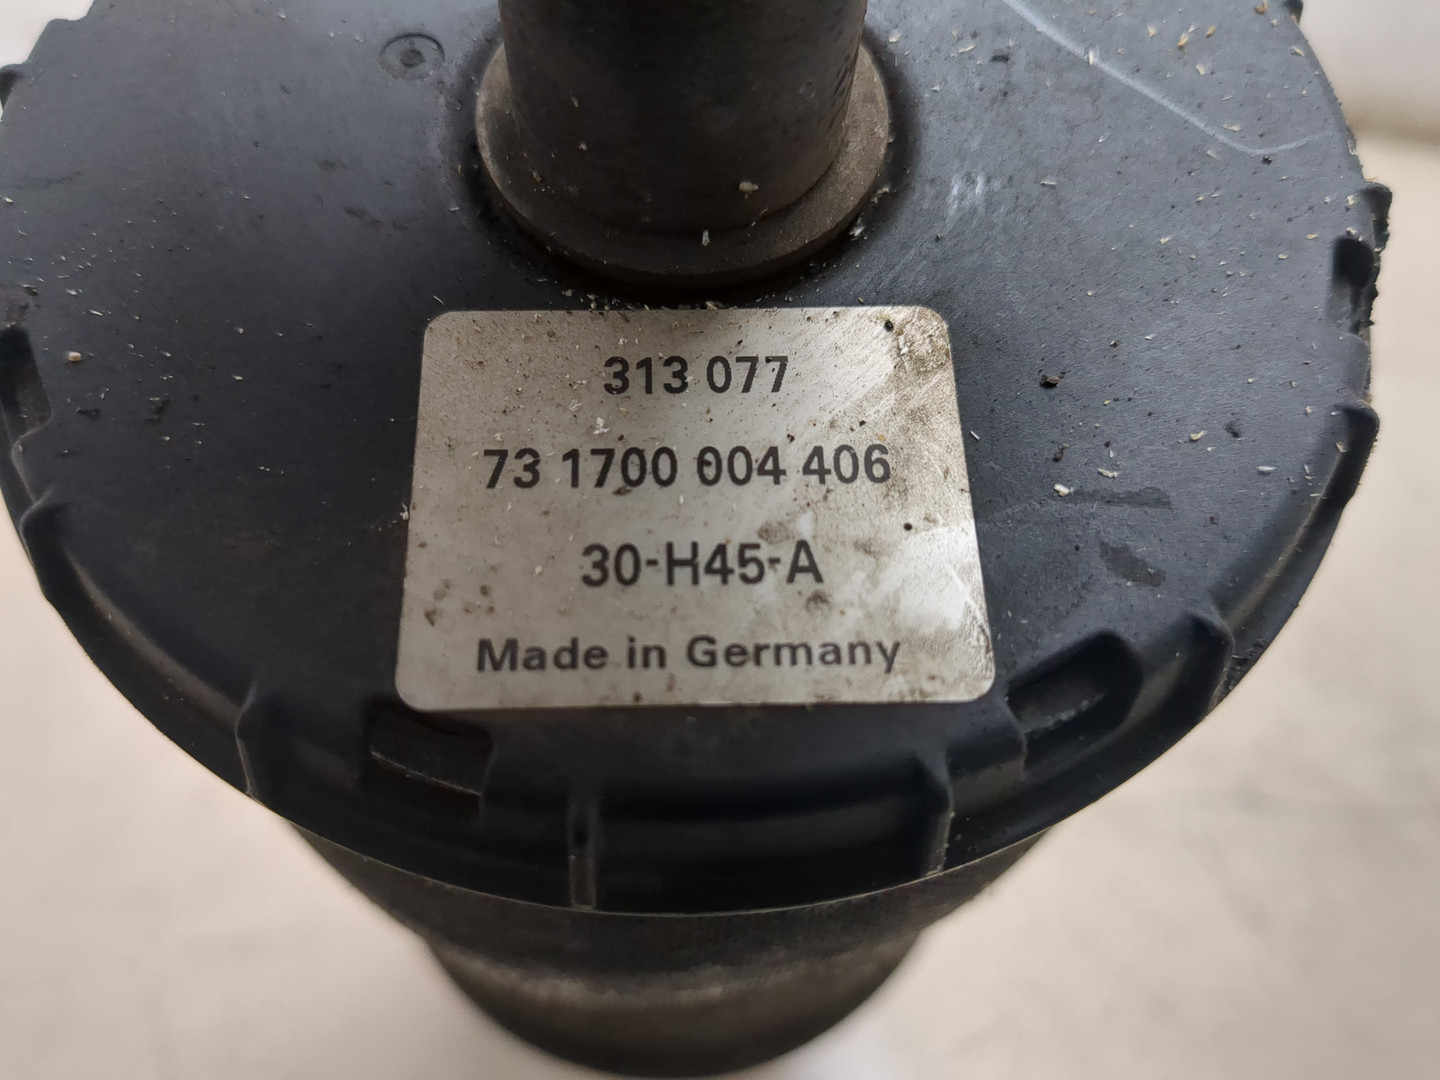 313 077
73 1700 004 406
30-H45-A
Made in Germany